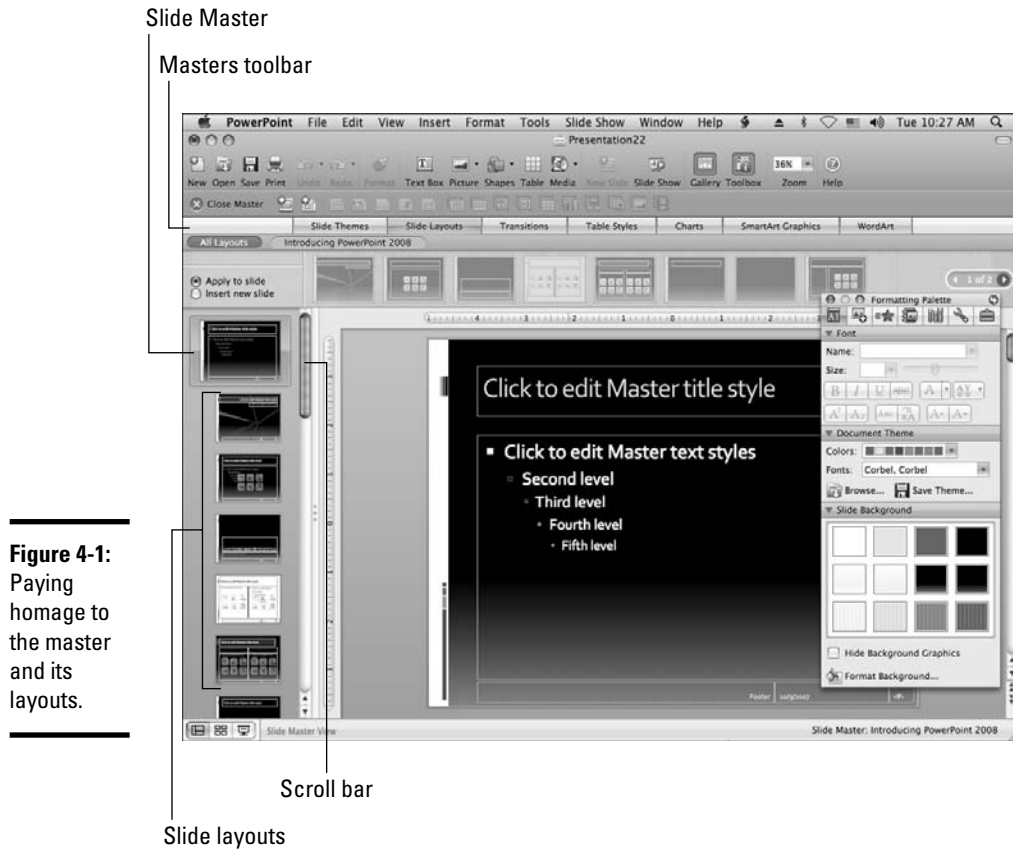 Slide Master
Masters toolbar
PowerPoint File Edit View Insert Format Tools Slide Show Window Help Tue 10:27 AM
Presentation22
36%
New Open Save Print Undo Redo Format Text Box Picture Shapes Table Media New Slide Slide Show Gallery Toolbox Zoom Help
Close Master
Slide Themes Slide Layouts Transitions Table Styles Charts SmartArt Graphics WordArt
All Layouts Introducing PowerPoint 2008
Apply to slide
Insert new slide
1 of 2
Formatting Palette
Font
Name:
Size:
Document Theme
Colors:
Fonts: Corbel, Corbel
Browse... Save Theme...
Slide Background
Hide Background Graphics
Format Background...
Click to edit Master title style
Click to edit Master text styles
Second level
Third level
Fourth level
Fifth level
Footer
Slide Master View
Slide Master: Introducing PowerPoint 2008
Figure 4-1:
Paying
homage to
the master
and its
layouts.
Scroll bar
Slide layouts